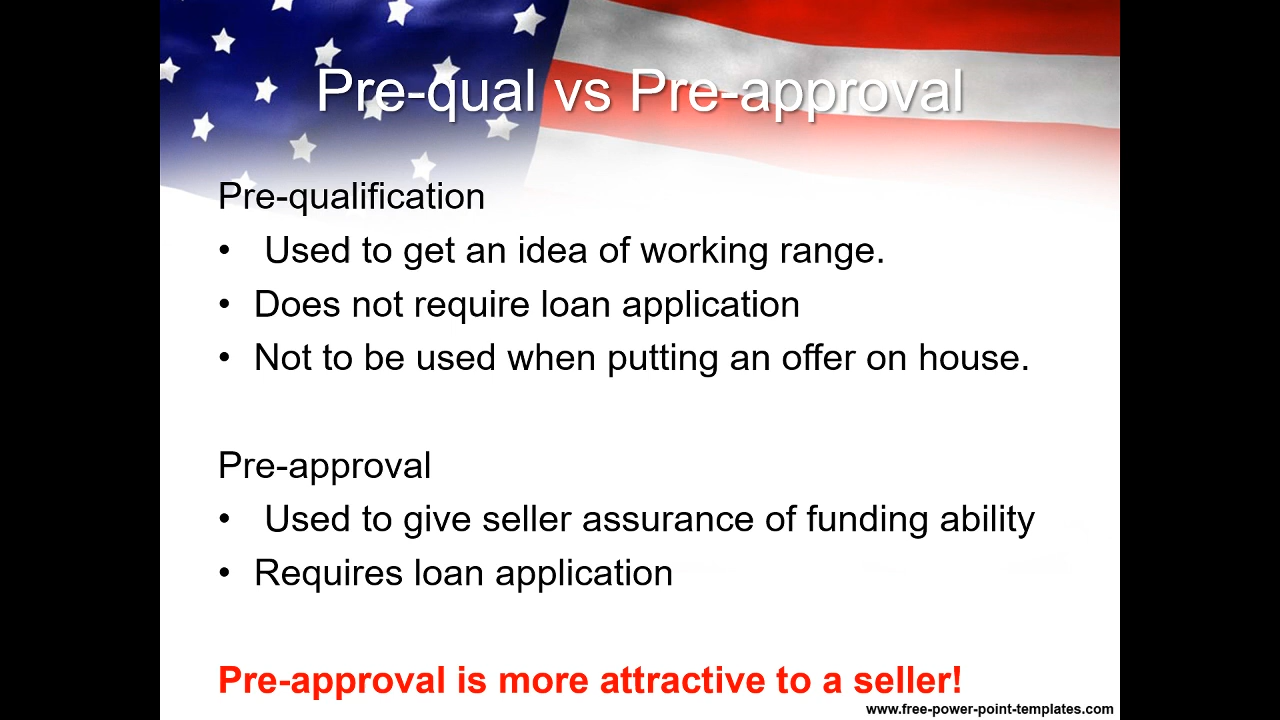 Pre-qual vs Pre-approval
Pre-qualification
• Used to get an idea of working range.
• Does not require loan application
• Not to be used when putting an offer on house.
Pre-approval
• Used to give seller assurance of funding ability
• Requires loan application
Pre-approval is more attractive to a seller!
www.free-power-point-templates.com